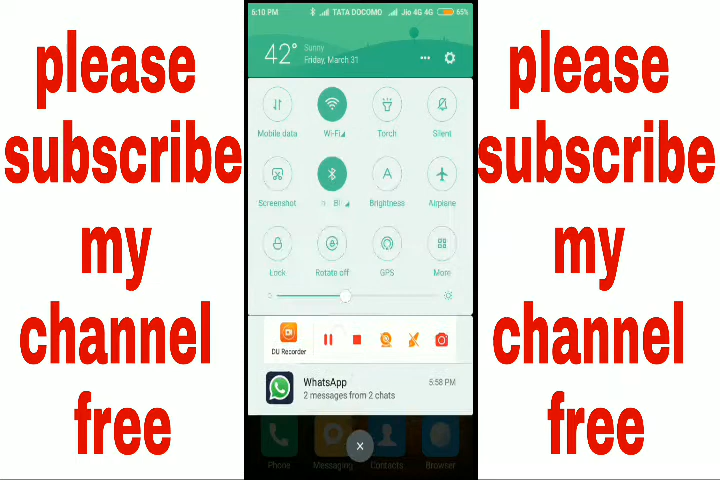 please
subscribe
my
channel
free
6:10 PM TATA DOCOMO Jio 4G 4G 65%
42° Sunny
Friday, March 31
Mobile data Wi-Fi Torch Silent
Screenshot Brightness Airplane
Lock Rotate off GPS More
DU Recorder
WhatsApp 5:58 PM
2 messages from 2 chats
Phone Messaging Contacts Browser
please
subscribe
my
channel
free